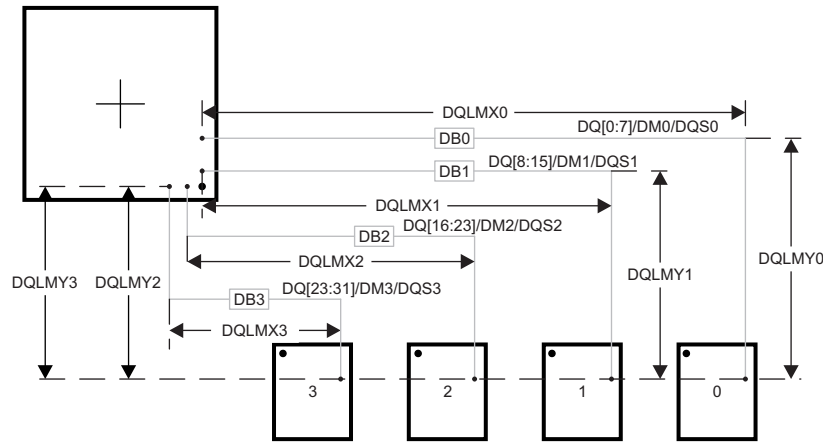 DQLMX0
DQ[0:7]/DM0/DQS0
DB0
DQ[8:15]/DM1/DQS1
DB1
DQLMX1
DQ[16:23]/DM2/DQS2
DB2
DQLMX2
DQLMY0
DQLMY3
DQLMY2
DQLMY1
DQ[23:31]/DM3/DQS3
DB3
DQLMX3
3
2
1
0